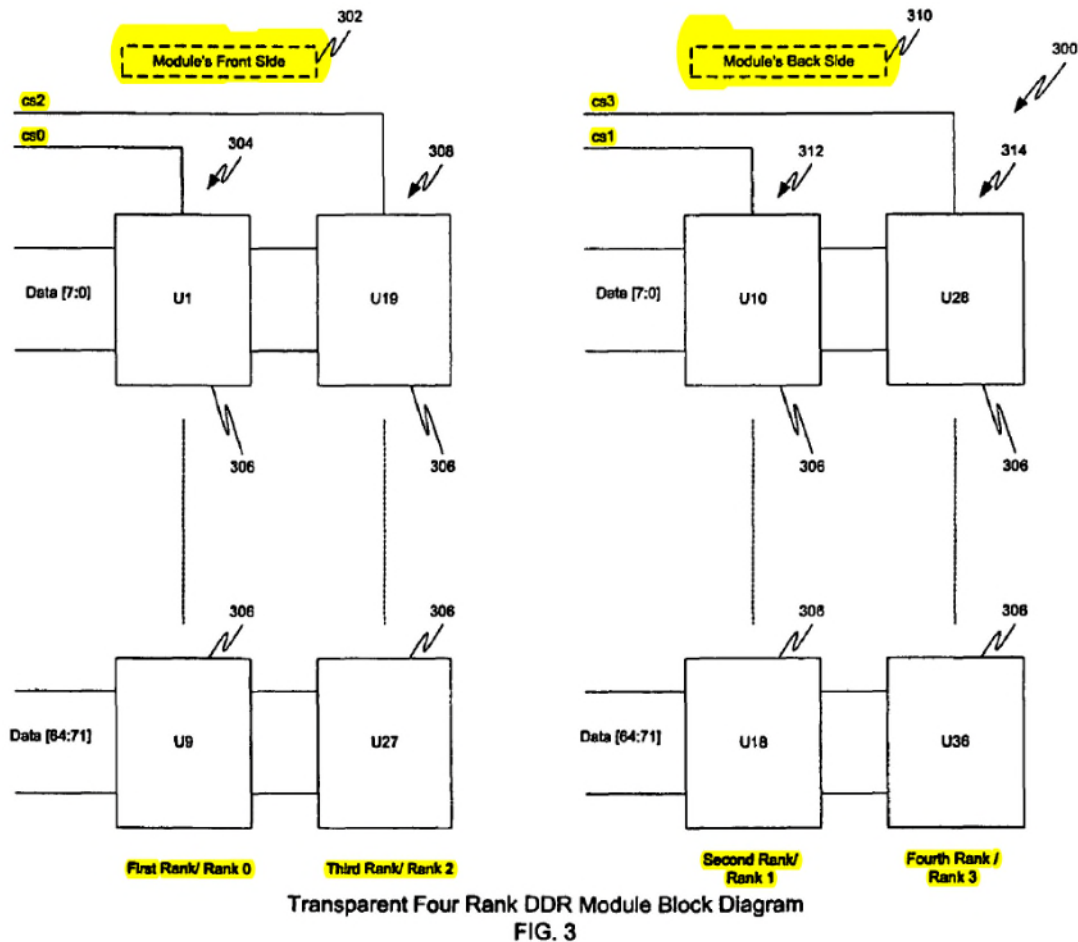 302
Module's Front Side
310
Module's Back Side
300
cs2
cs0
304
308
cs3
cs1
312
314
Data [7:0]
U1
U19
Data [7:0]
U10
U28
306
306
306
306
306
306
306
306
Data [64:71]
U9
U27
Data [64:71]
U18
U36
First Rank/ Rank 0
Third Rank/ Rank 2
Second Rank/
Rank 1
Fourth Rank /
Rank 3
Transparent Four Rank DDR Module Block Diagram
FIG. 3